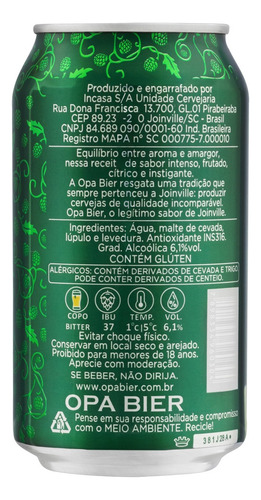 Produzido e engarrafado por
Incasa S/A Unidade Cervejaria
Rua Dona Francisca 13.700, GL.01 Pirabeiraba
CEP 89.23 -2 0 Joinville/SC - Brasil
CNPJ 84.689 090/0001-60 Ind. Brasileira
Registro MAPA nº SC 000775-7.000010
Equilíbrio entre aroma e amargor,
nessa receit de sabor intenso, frutado,
cítrico e instigante.
A Opa Bier resgata uma tradição que
sempre pertenceu a Joinville: produzir
cervejas de qualidade incomparável.
Opa Bier, o legítimo sabor de Joinville.
Ingredientes: Água, malte de cevada,
lúpulo e levedura. Antioxidante INS316.
Grad. Alcoólica 6,1%vol.
CONTÉM GLÚTEN
ALÉRGICOS: CONTÉM DERIVADOS DE CEVADA E TRIGO.
PODE CONTER DERIVADOS DE CENTEIO.
COPO IBU TEMP. VOL.
BITTER 37 1°C|5°C 6,1%
Evitar choque físico.
Conservar em local seco e arejado.
Proibido para menores de 18 anos.
Aprecie com moderação.
SE BEBER, NÃO DIRIJA.
www.opabier.com.br
OPA BIER
Pense em sua responsabilidade e compromisso
com o MEIO AMBIENTE. Recicle!